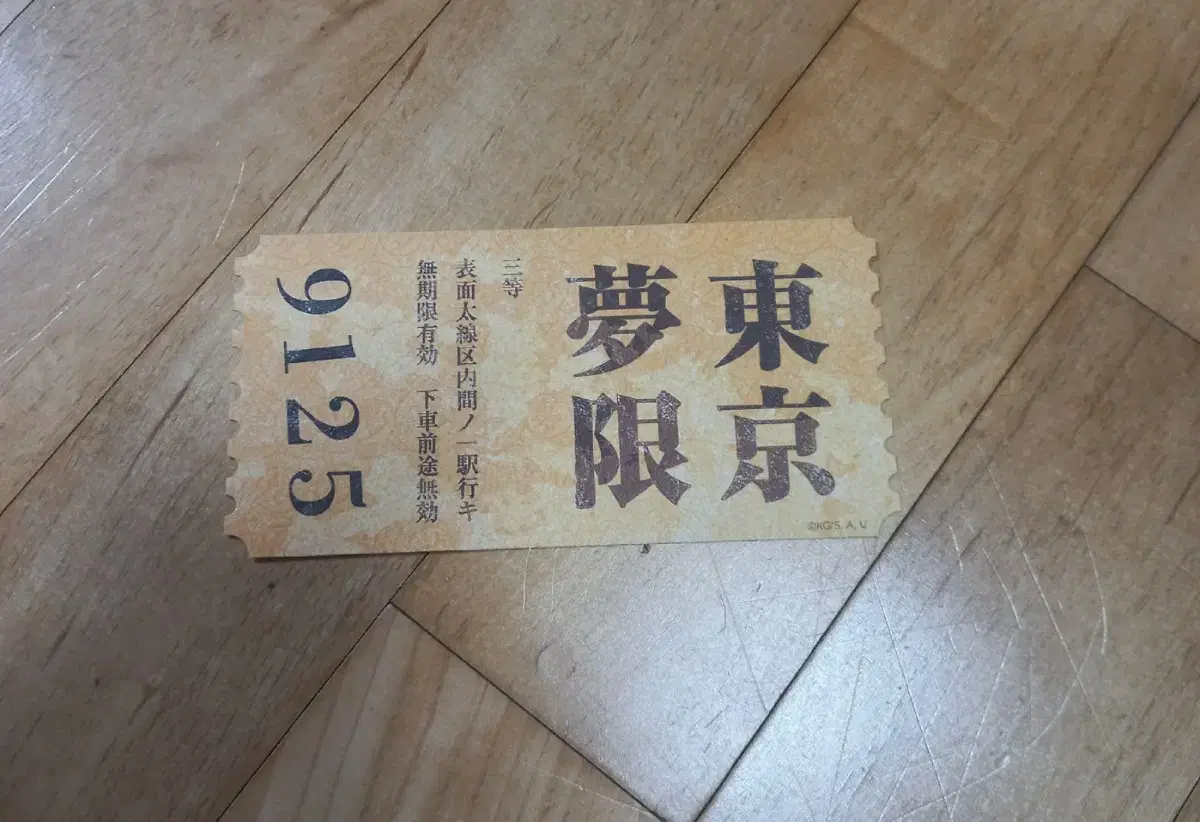 東京
夢限
三等
表面太線区内間ノ一駅行キ
無期限有効 下車前途無効
9125
©KG'S, A, U